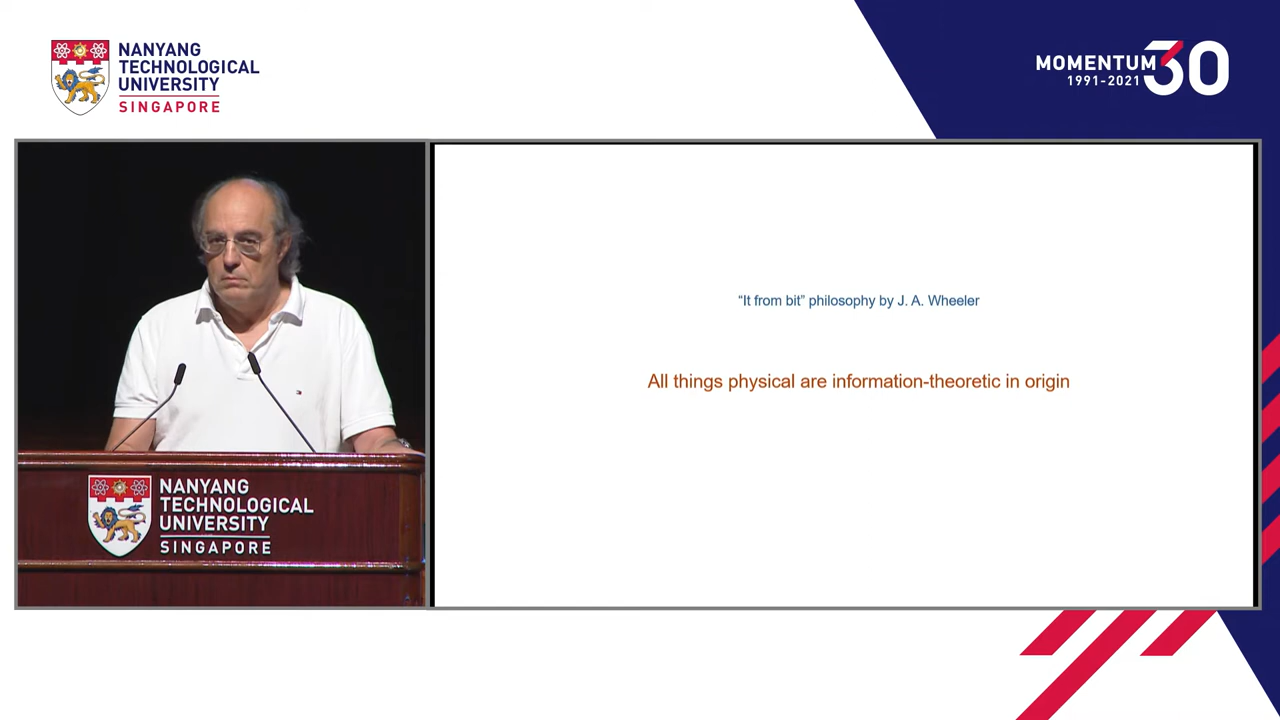 NANYANG
TECHNOLOGICAL
UNIVERSITY
SINGAPORE
MOMENTUM 30
1991-2021
“It from bit” philosophy by J. A. Wheeler
All things physical are information-theoretic in origin
NANYANG
TECHNOLOGICAL
UNIVERSITY
SINGAPORE